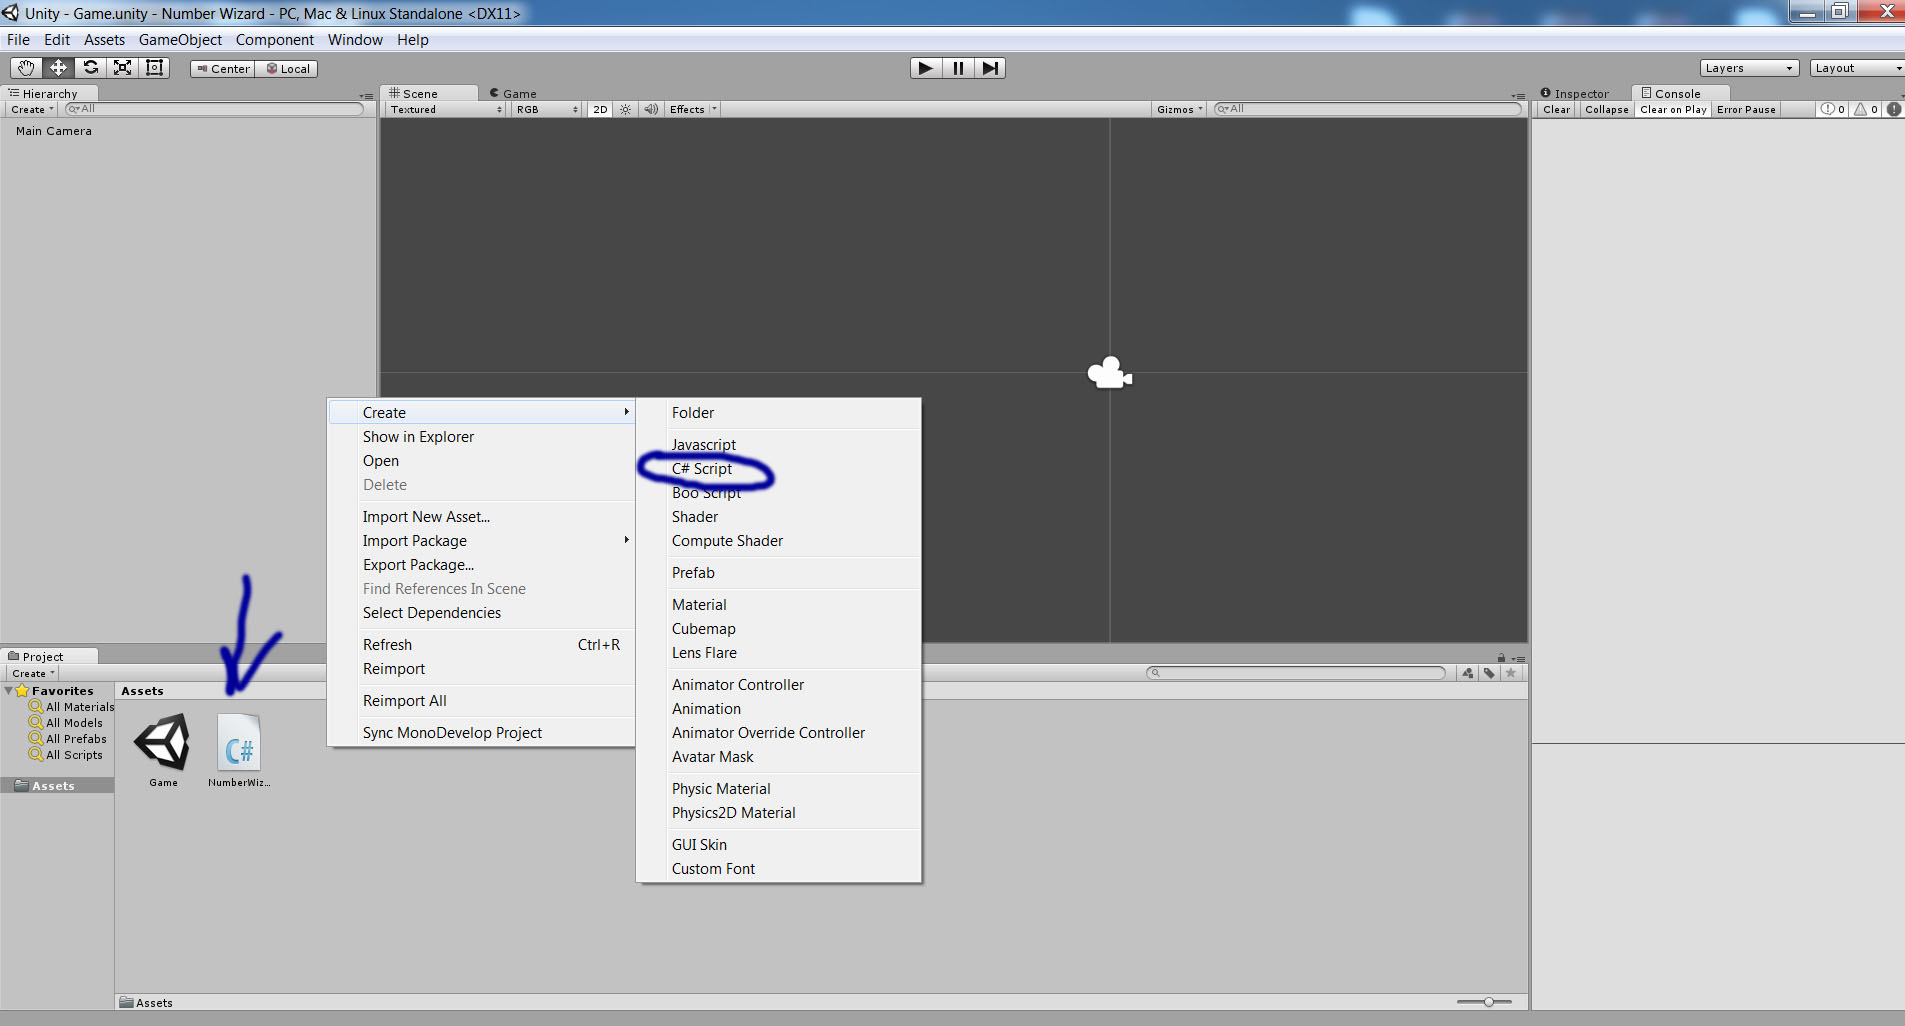 Unity - Game.unity - Number Wizard - PC, Mac & Linux Standalone <DX11>
File Edit Assets GameObject Component Window Help
Center Local
Layers Layout
Hierarchy
Create All
Main Camera
Scene Game
Textured RGB 2D Effects Gizmos All
Inspector Console
Clear Collapse Clear on Play Error Pause 0 0
Create
Show in Explorer
Open
Delete
Import New Asset...
Import Package
Export Package...
Find References In Scene
Select Dependencies
Refresh Ctrl+R
Reimport
Reimport All
Sync MonoDevelop Project
Folder
Javascript
C# Script
Boo Script
Shader
Compute Shader
Prefab
Material
Cubemap
Lens Flare
Animator Controller
Animation
Animator Override Controller
Avatar Mask
Physic Material
Physics2D Material
GUI Skin
Custom Font
Project
Create
Favorites
All Materials
All Models
All Prefabs
All Scripts
Assets
Assets
C#
Game NumberWiz...
Assets